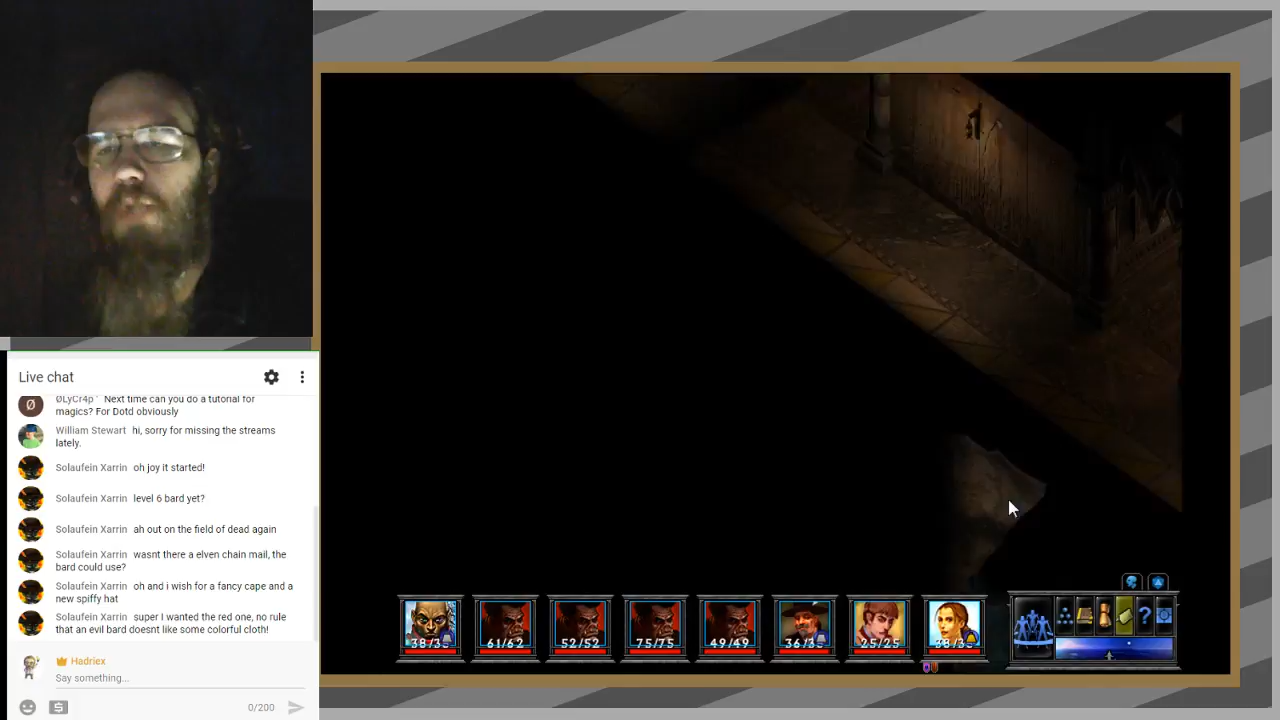 Live chat
ØLyCr4p Next time can you do a tutorial for
magics? For Dotd obviously
William Stewart hi, sorry for missing the streams
lately.
Solaufein Xarrin oh joy it started!
Solaufein Xarrin level 6 bard yet?
Solaufein Xarrin ah out on the field of dead again
Solaufein Xarrin wasnt there a elven chain mail, the
bard could use?
Solaufein Xarrin oh and i wish for a fancy cape and a
new spiffy hat
Solaufein Xarrin super I wanted the red one, no rule
that an evil bard doesnt like some colorful cloth!
Hadriex
Say something...
0/200
61/62
52/52
75/75
49/49
25/25